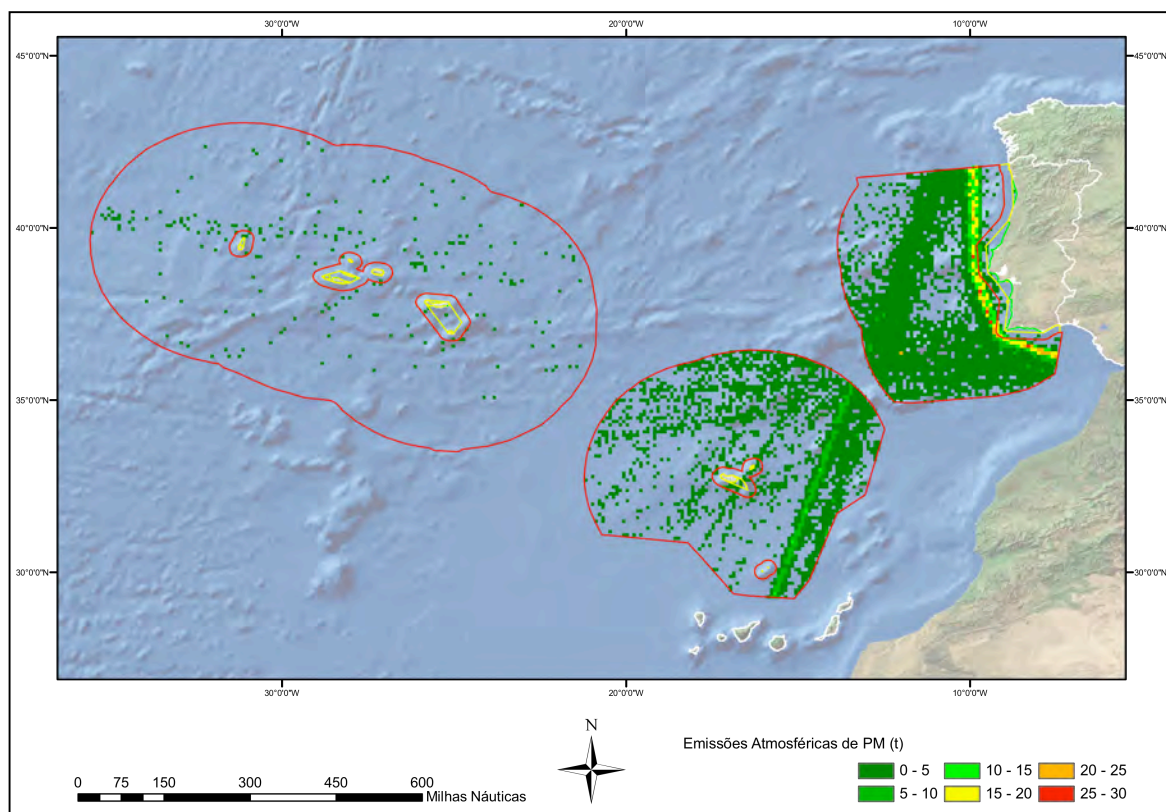 30°0'0"W 20°0'0"W 10°0'0"W
45°0'0"N 45°0'0"N
40°0'0"N 40°0'0"N
35°0'0"N 35°0'0"N
30°0'0"N 30°0'0"N
30°0'0"W 20°0'0"W 10°0'0"W
N
Emissões Atmosféricas de PM (t)
0 - 5 10 - 15 20 - 25
5 - 10 15 - 20 25 - 30
0 75 150 300 450 600
Milhas Náuticas